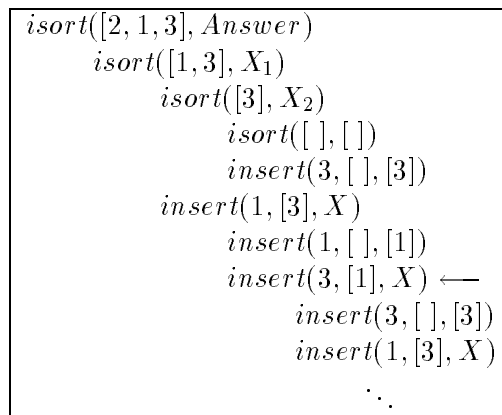 isort([2, 1, 3], Answer)
isort([1, 3], X₁)
isort([3], X₂)
isort([ ], [ ])
insert(3, [ ], [3])
insert(1, [3], X)
insert(1, [ ], [1])
insert(3, [1], X) ⟵
insert(3, [ ], [3])
insert(1, [3], X)
⋱